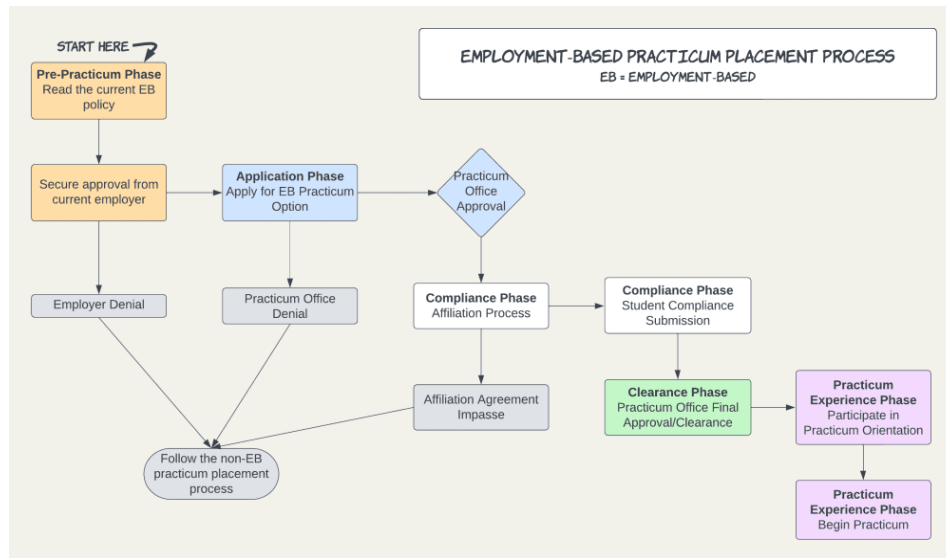 START HERE
EMPLOYMENT-BASED PRACTICUM PLACEMENT PROCESS
EB = EMPLOYMENT-BASED
Pre-Practicum Phase
Read the current EB
policy
Secure approval from
current employer
Application Phase
Apply for EB Practicum
Option
Practicum
Office
Approval
Employer Denial
Practicum Office
Denial
Compliance Phase
Affiliation Process
Compliance Phase
Student Compliance
Submission
Affiliation Agreement
Impasse
Clearance Phase
Practicum Office Final
Approval/Clearance
Practicum
Experience Phase
Participate in
Practicum Orientation
Follow the non-EB
practicum placement
process
Practicum
Experience Phase
Begin Practicum